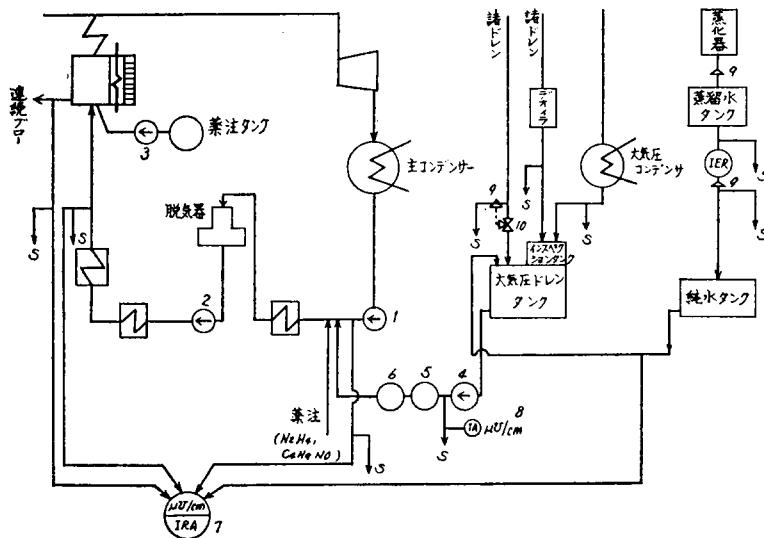 諸ドレン
諸ドレン
蒸化器
9
デオイラ
蒸溜水
タンク
連続ブロー
薬注タンク
3
主コンデンサー
大気圧
コンデンサ
IER
S
9
脱気器
9
S
S
S
S
10
インスペク
ションタンク
S
S
2
1
大気圧ドレン
タンク
純水タンク
6
5
4
薬注
(N2H4,
C4H9NO)
8
IA
μ℧/cm
S
S
μ℧/cm
IRA
7